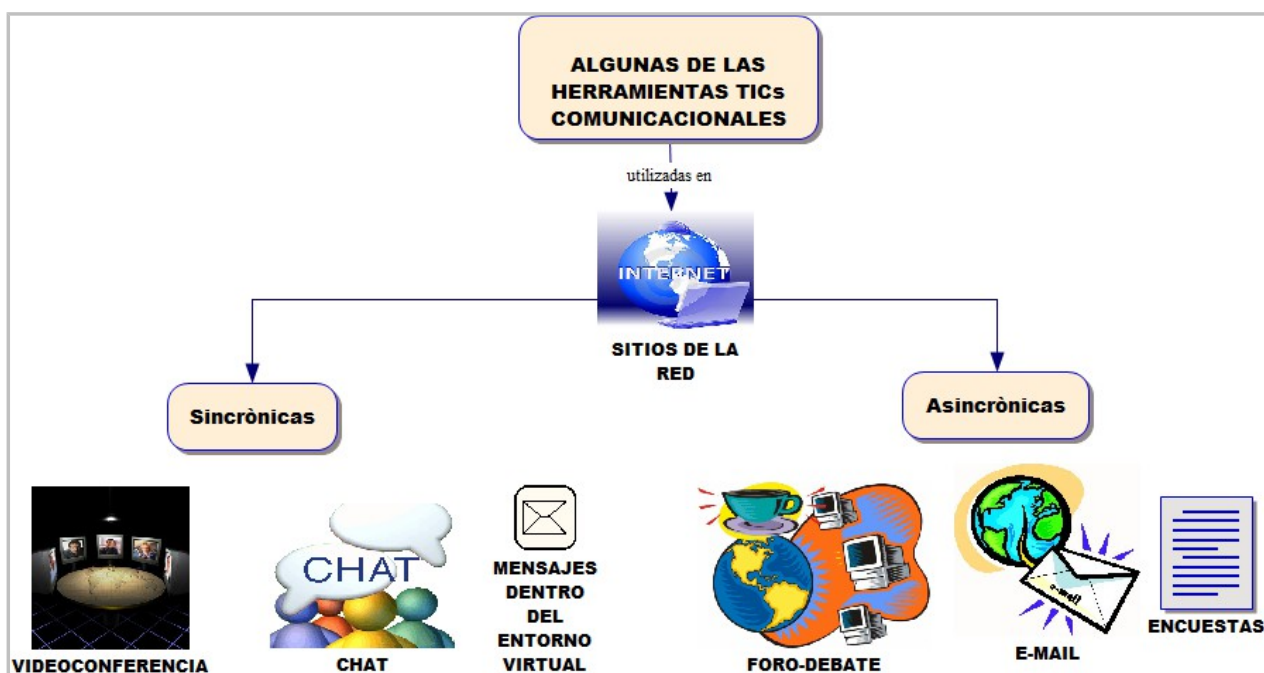 ALGUNAS DE LAS
HERRAMIENTAS TICs
COMUNICACIONALES
utilizadas en
INTERNET
SITIOS DE LA
RED
Sincrònicas
Asincrònicas
CHAT
MENSAJES
DENTRO
DEL
ENTORNO
VIRTUAL
e-mail
VIDEOCONFERENCIA
CHAT
FORO-DEBATE
E-MAIL
ENCUESTAS